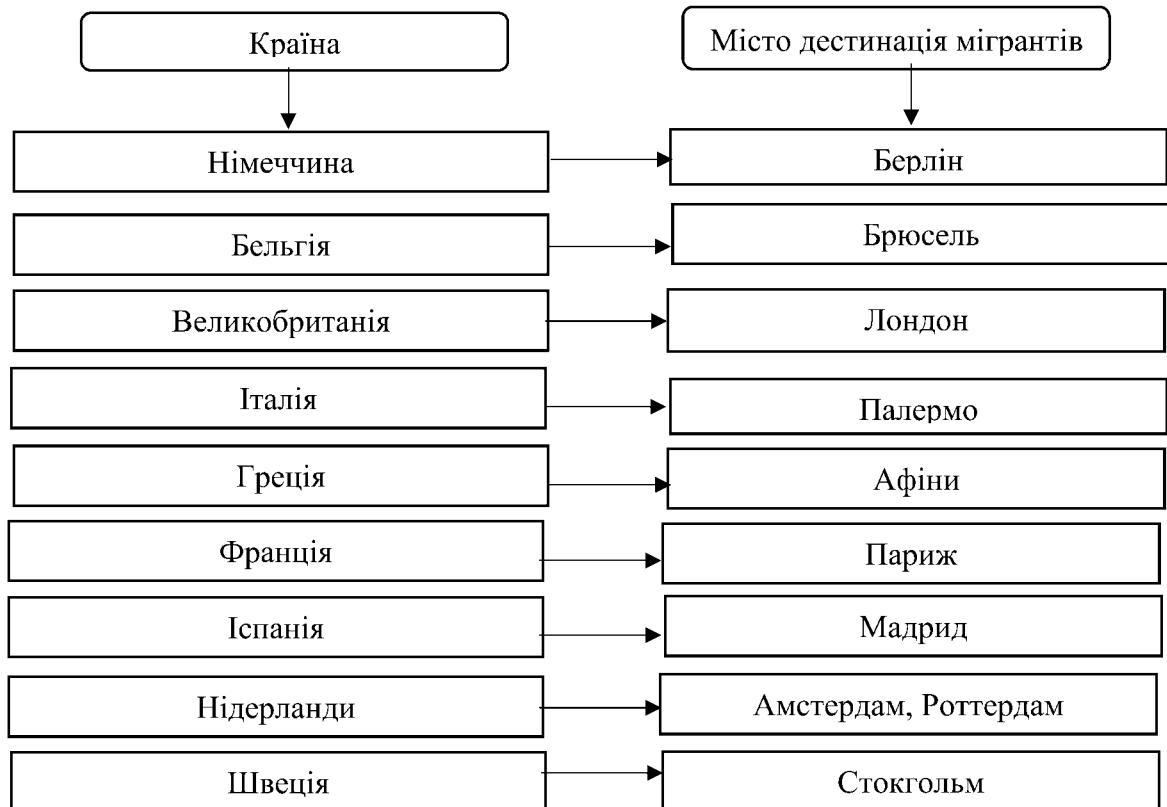 Країна
Місто дестинація мігрантів
Німеччина
Берлін
Бельгія
Брюсель
Великобританія
Лондон
Італія
Палермо
Греція
Афіни
Франція
Париж
Іспанія
Мадрид
Нідерланди
Амстердам, Роттердам
Швеція
Стокгольм